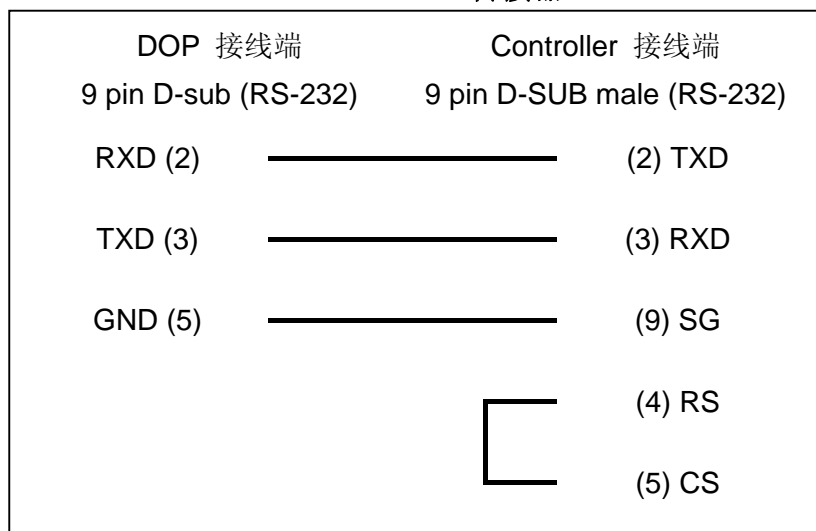 DOP 接线端 Controller 接线端
9 pin D-sub (RS-232) 9 pin D-SUB male (RS-232)
RXD (2) (2) TXD
TXD (3) (3) RXD
GND (5) (9) SG
(4) RS
(5) CS